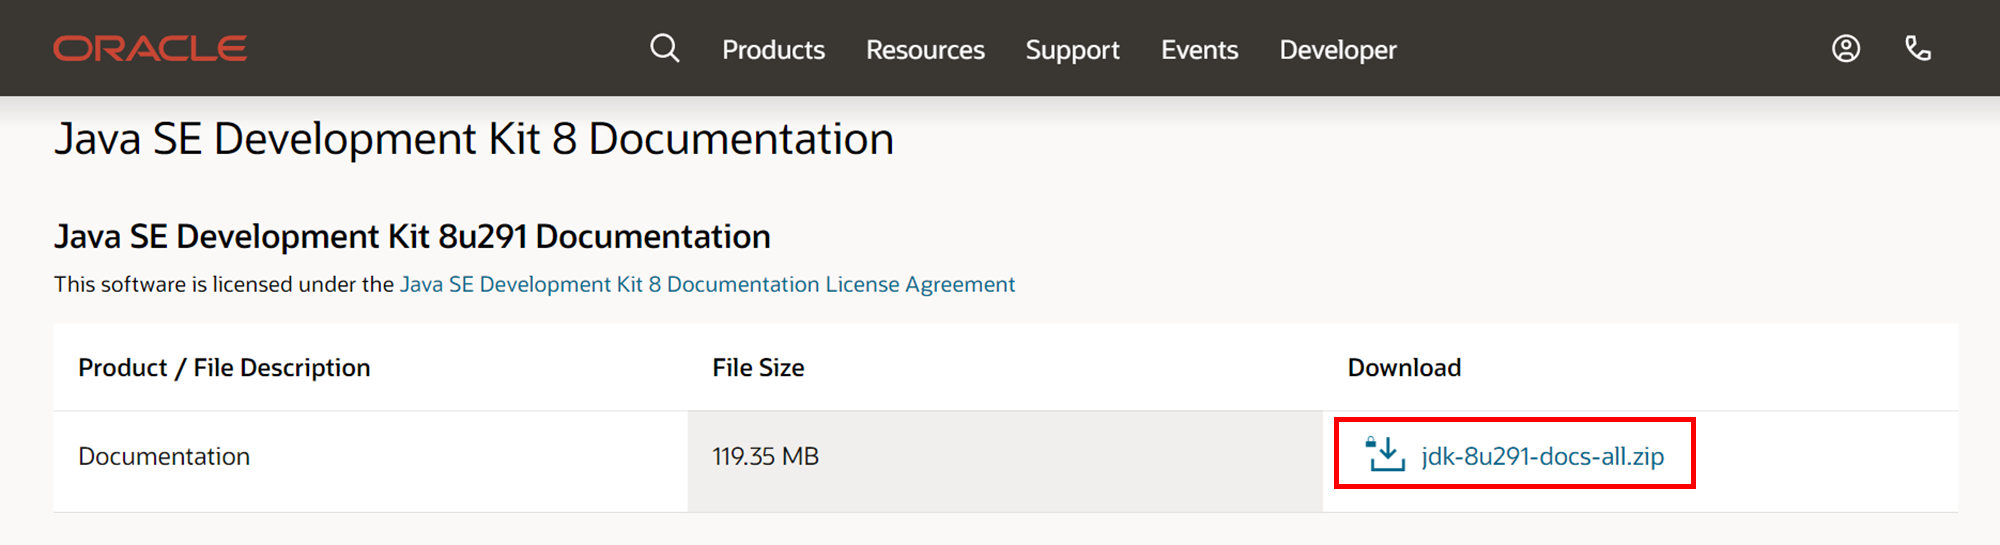 ORACLE
Products Resources Support Events Developer
Java SE Development Kit 8 Documentation
Java SE Development Kit 8u291 Documentation
This software is licensed under the Java SE Development Kit 8 Documentation License Agreement
Product / File Description File Size Download
Documentation 119.35 MB jdk-8u291-docs-all.zip